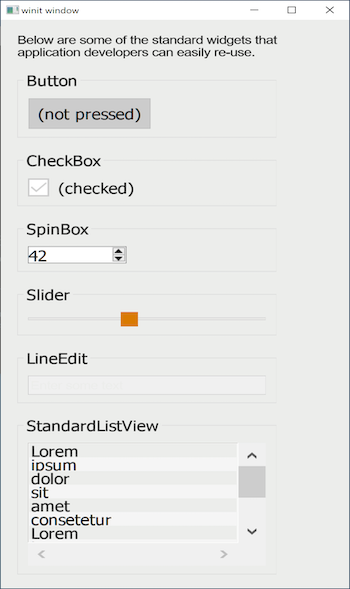 winit window
Below are some of the standard widgets that
application developers can easily re-use.
Button
(not pressed)
CheckBox
(checked)
SpinBox
42
Slider
LineEdit
StandardListView
Lorem
ipsum
dolor
sit
amet
consetetur
Lorem